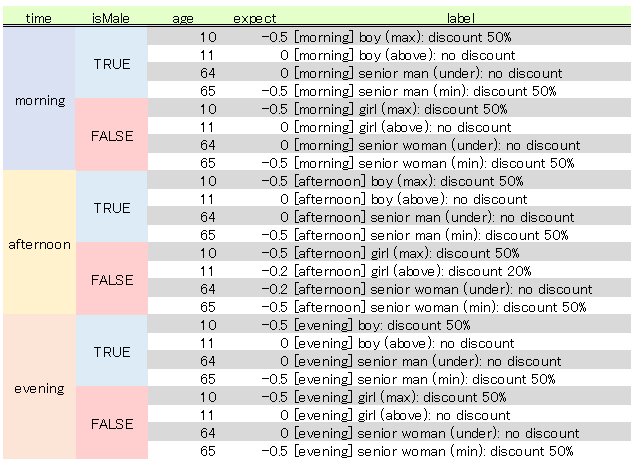 time isMale age expect label
morning TRUE 10 -0.5 [morning] boy (max): discount 50%
11 0 [morning] boy (above): no discount
64 0 [morning] senior man (under): no discount
65 -0.5 [morning] senior man (min): discount 50%
FALSE 10 -0.5 [morning] girl (max): discount 50%
11 0 [morning] girl (above): no discount
64 0 [morning] senior woman (under): no discount
65 -0.5 [morning] senior woman (min): discount 50%
afternoon TRUE 10 -0.5 [afternoon] boy (max): discount 50%
11 0 [afternoon] boy (above): no discount
64 0 [afternoon] senior man (under): no discount
65 -0.5 [afternoon] senior man (min): discount 50%
FALSE 10 -0.5 [afternoon] girl (max): discount 50%
11 -0.2 [afternoon] girl (above): discount 20%
64 -0.2 [afternoon] senior woman (under): no discount
65 -0.5 [afternoon] senior woman (min): discount 50%
evening TRUE 10 -0.5 [evening] boy: discount 50%
11 0 [evening] boy (above): no discount
64 0 [evening] senior man (under): no discount
65 -0.5 [evening] senior man (min): discount 50%
FALSE 10 -0.5 [evening] girl (max): discount 50%
11 0 [evening] girl (above): no discount
64 0 [evening] senior woman (under): no discount
65 -0.5 [evening] senior woman (min): discount 50%